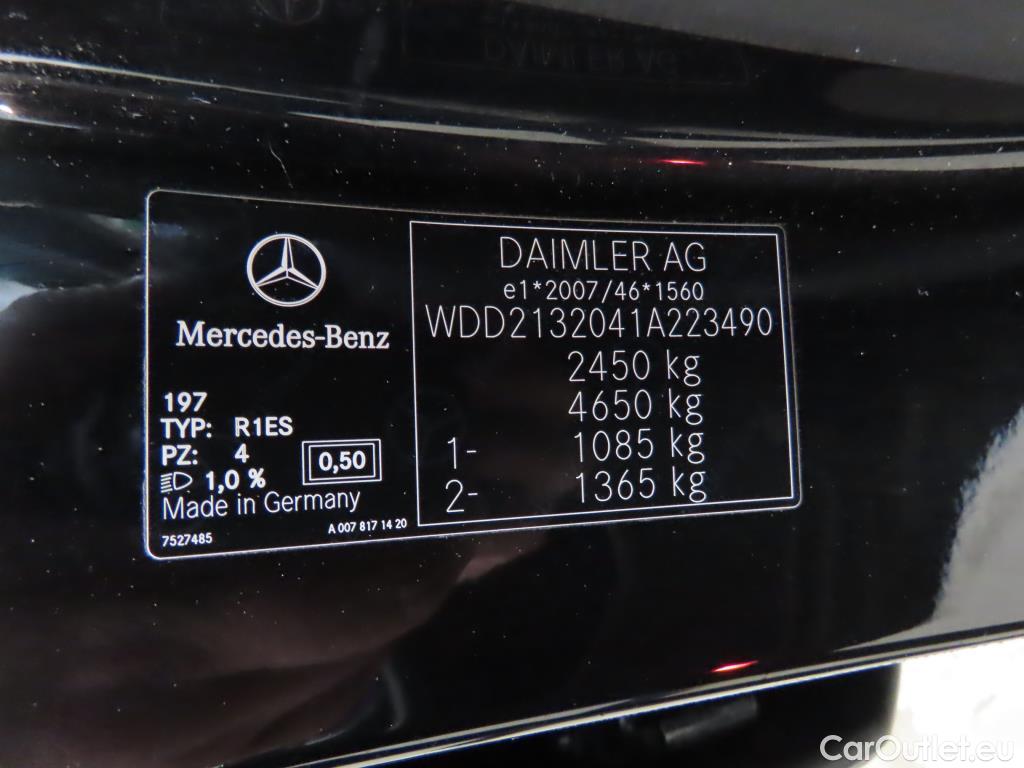 Mercedes-Benz
197
TYP: R1ES
PZ: 4
1,0 %
0,50
Made in Germany
7527485
A 007 817 14 20
DAIMLER AG
e1*2007/46*1560
WDD2132041A223490
2450 kg
4650 kg
1- 1085 kg
2- 1365 kg
DAIMLER AG
CarOutlet.eu